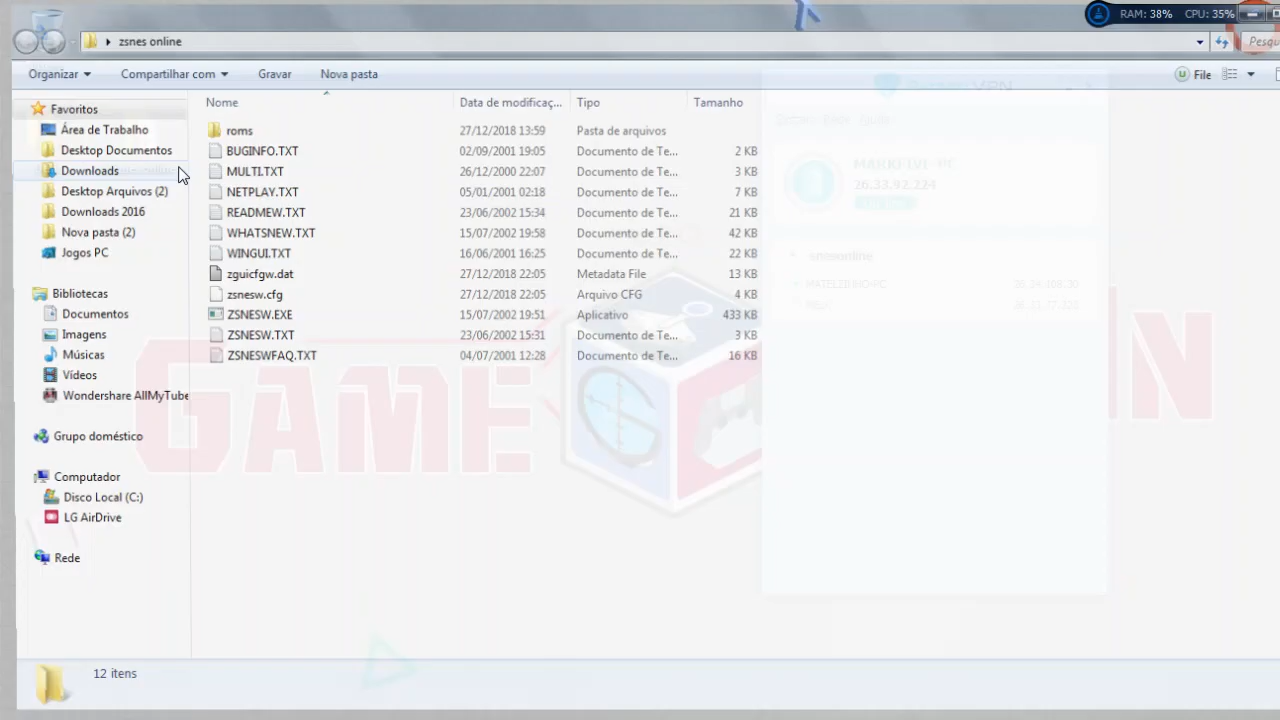 RAM: 38% CPU: 35%
zsnes online
Pesqu
Organizar Compartilhar com Gravar Nova pasta File
Nome Data de modificaç... Tipo Tamanho
Favoritos
Área de Trabalho
Desktop Documentos
Downloads
Desktop Arquivos (2)
Downloads 2016
Nova pasta (2)
Jogos PC
Bibliotecas
Documentos
Imagens
Músicas
Vídeos
Wondershare AllMyTube
Grupo doméstico
Computador
Disco Local (C:)
LG AirDrive
Rede
roms 27/12/2018 13:59 Pasta de arquivos
BUGINFO.TXT 02/09/2001 19:05 Documento de Te... 2 KB
MULTI.TXT 26/12/2000 22:07 Documento de Te... 3 KB
NETPLAY.TXT 05/01/2001 02:18 Documento de Te... 7 KB
READMEW.TXT 23/06/2002 15:34 Documento de Te... 21 KB
WHATSNEW.TXT 15/07/2002 19:58 Documento de Te... 42 KB
WINGUI.TXT 16/06/2001 16:25 Documento de Te... 22 KB
zguicfgw.dat 27/12/2018 22:05 Metadata File 13 KB
zsnesw.cfg 27/12/2018 22:05 Arquivo CFG 4 KB
ZSNESW.EXE 15/07/2002 19:51 Aplicativo 433 KB
ZSNESW.TXT 23/06/2002 15:31 Documento de Te... 3 KB
ZSNESWFAQ.TXT 04/07/2001 12:28 Documento de Te... 16 KB
GAME
12 itens